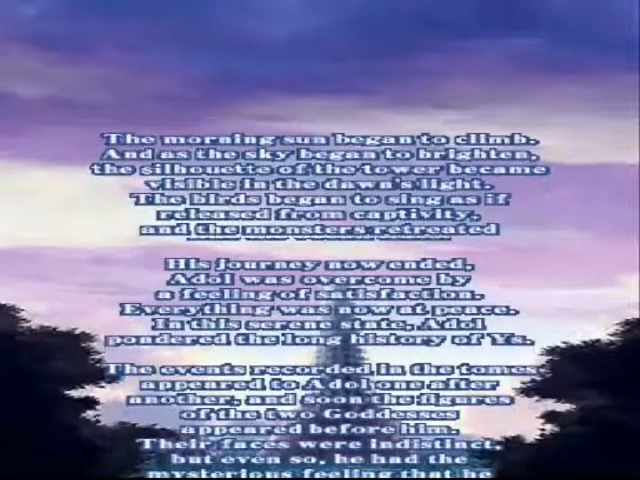 The morning sun began to climb.
And as the sky began to brighten,
the silhouette of the tower became
visible in the dawn's light.
The birds began to sing as if
released from captivity,
and the monsters retreated
His journey now ended,
Adol was overcome by
a feeling of satisfaction.
Everything was now at peace.
In this serene state, Adol
pondered the long history of Ys.
The events recorded in the tomes
appeared to Adol one after
another, and soon the figures
of the two Goddesses
appeared before him.
Their faces were indistinct,
but even so, he had the
mysterious feeling that he